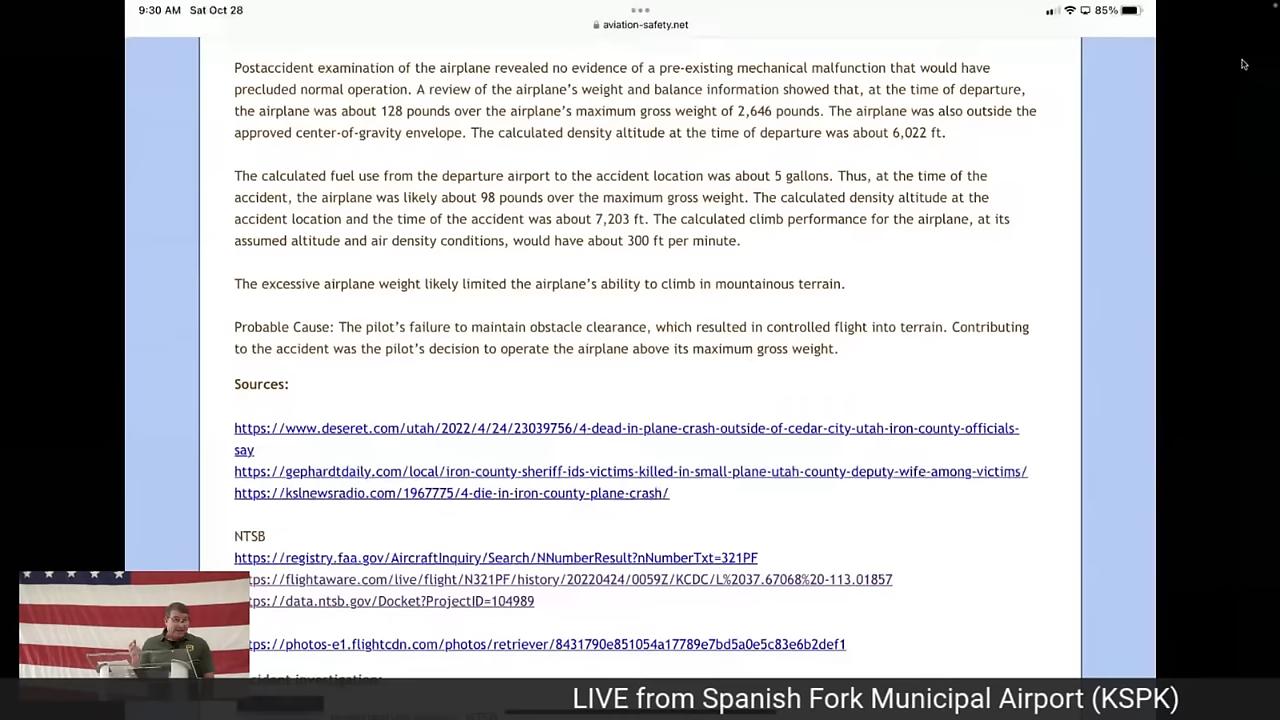 9:30 AM Sat Oct 28
85%
aviation-safety.net
Postaccident examination of the airplane revealed no evidence of a pre-existing mechanical malfunction that would have
precluded normal operation. A review of the airplane's weight and balance information showed that, at the time of departure,
the airplane was about 128 pounds over the airplane's maximum gross weight of 2,646 pounds. The airplane was also outside the
approved center-of-gravity envelope. The calculated density altitude at the time of departure was about 6,022 ft.
The calculated fuel use from the departure airport to the accident location was about 5 gallons. Thus, at the time of the
accident, the airplane was likely about 98 pounds over the maximum gross weight. The calculated density altitude at the
accident location and the time of the accident was about 7,203 ft. The calculated climb performance for the airplane, at its
assumed altitude and air density conditions, would have about 300 ft per minute.
The excessive airplane weight likely limited the airplane's ability to climb in mountainous terrain.
Probable Cause: The pilot's failure to maintain obstacle clearance, which resulted in controlled flight into terrain. Contributing
to the accident was the pilot's decision to operate the airplane above its maximum gross weight.
Sources:
https://www.deseret.com/utah/2022/4/24/23039756/4-dead-in-plane-crash-outside-of-cedar-city-utah-iron-county-officials-
say
https://gephardtdaily.com/local/iron-county-sheriff-ids-victims-killed-in-small-plane-utah-county-deputy-wife-among-victims/
https://kslnewsradio.com/1967775/4-die-in-iron-county-plane-crash/
NTSB
https://registry.faa.gov/AircraftInquiry/Search/NNumberResult?nNumberTxt=321PF
ttps://flightaware.com/live/flight/N321PF/history/20220424/0059Z/KCDC/L%2037.67068%20-113.01857
tps://data.ntsb.gov/Docket?ProjectID=104989
tps://photos-e1.flightcdn.com/photos/retriever/8431790e851054a17789e7bd5a0e5c83e6b2def1
LIVE from Spanish Fork Municipal Airport (KSPK)